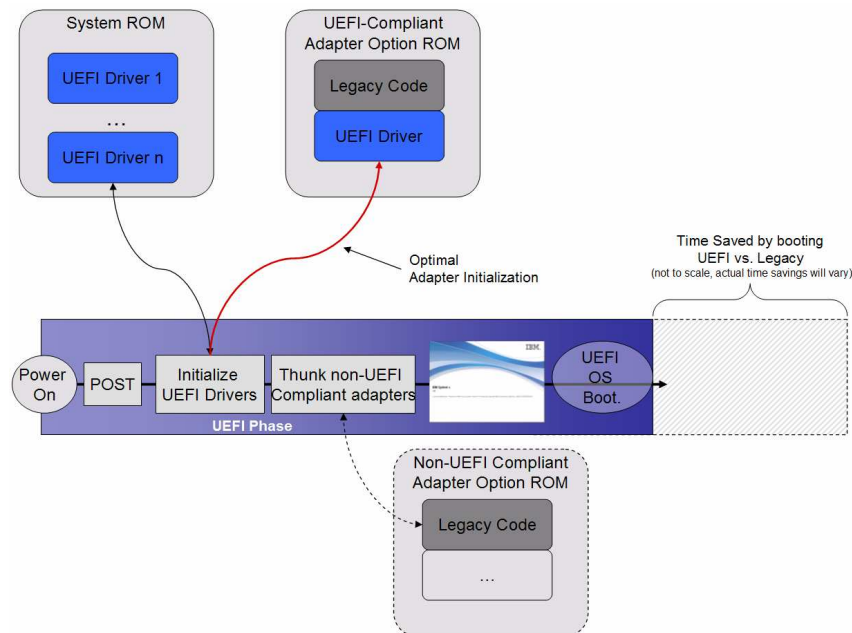 System ROM
UEFI Driver 1
...
UEFI Driver n
UEFI-Compliant
Adapter Option ROM
Legacy Code
UEFI Driver
Optimal
Adapter Initialization
Time Saved by booting
UEFI vs. Legacy
(not to scale, actual time savings will vary)
Power
On
POST
Initialize
UEFI Drivers
Thunk non-UEFI
Compliant adapters
IBM
UEFI
OS
Boot.
UEFI Phase
Non-UEFI Compliant
Adapter Option ROM
Legacy Code
...